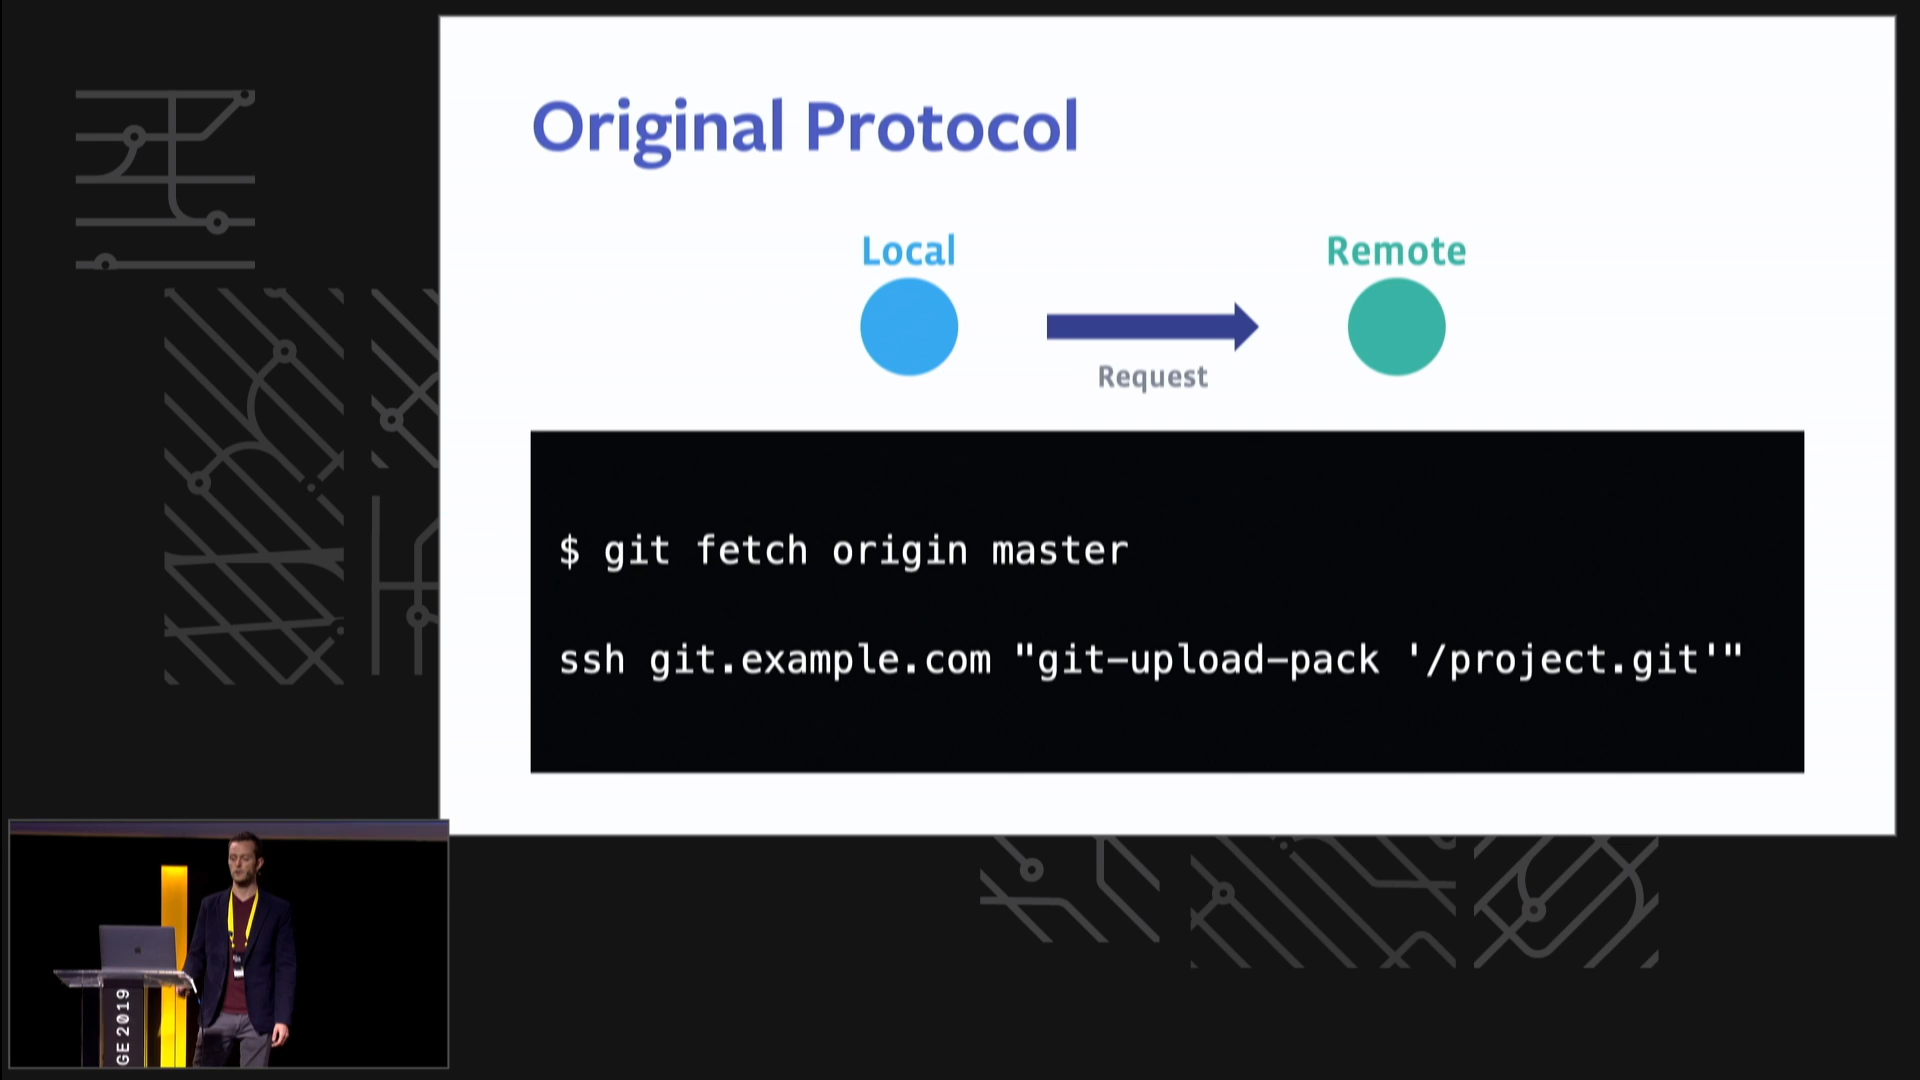 Original Protocol
Local
Remote
Request
$ git fetch origin master
ssh git.example.com "git-upload-pack '/project.git'"
GE 2019